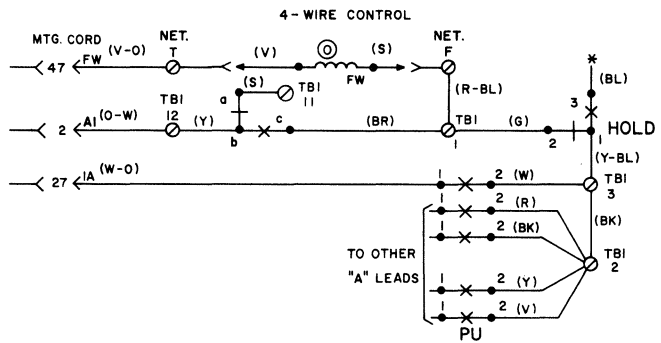 4-WIRE CONTROL
MTG. CORD
NET. T
NET. F
47 FW (V-O) (V) O (S)
FW
(S) TB1 11
(R-BL)
* (BL)
a
3
2 A1 (O-W) TB1 12 (Y) b c (BR) TB1 1 (G) 2 1 HOLD
(Y-BL)
27 1A (W-O) 1 2 (W) TB1 3
1 2 (R)
(BK)
1 2 (BK)
TO OTHER "A" LEADS
TB1 2
1 2 (Y)
1 2 (V)
PU